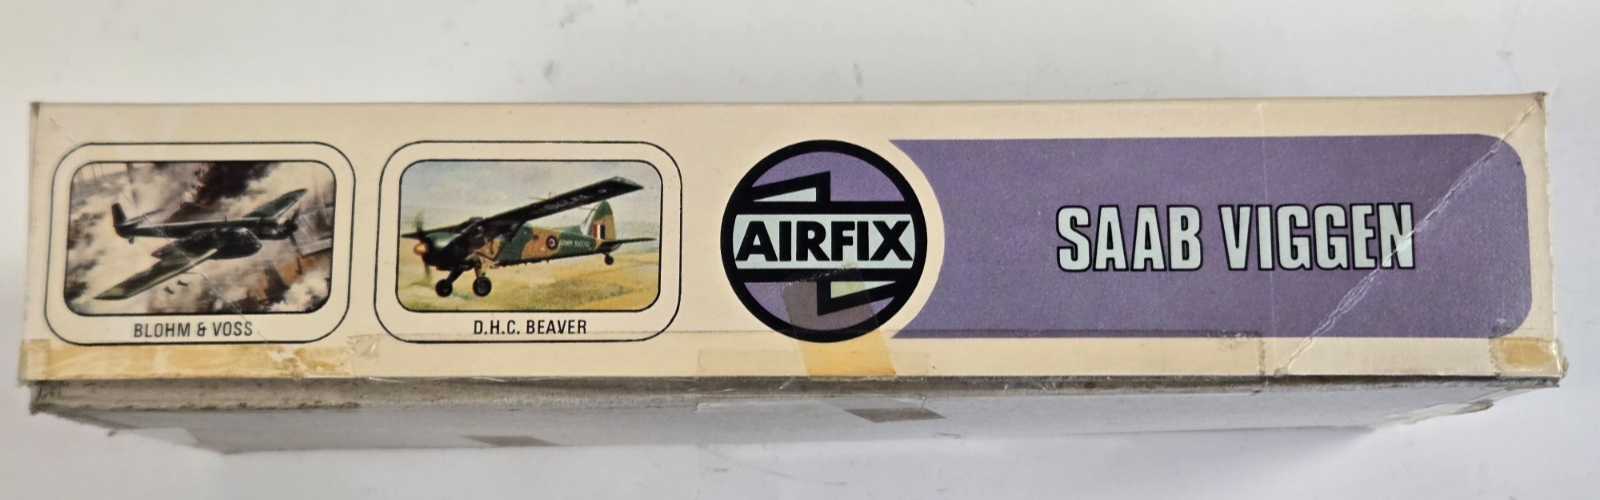 BLOHM & VOSS
D.H.C. BEAVER
AIRFIX
SAAB VIGGEN